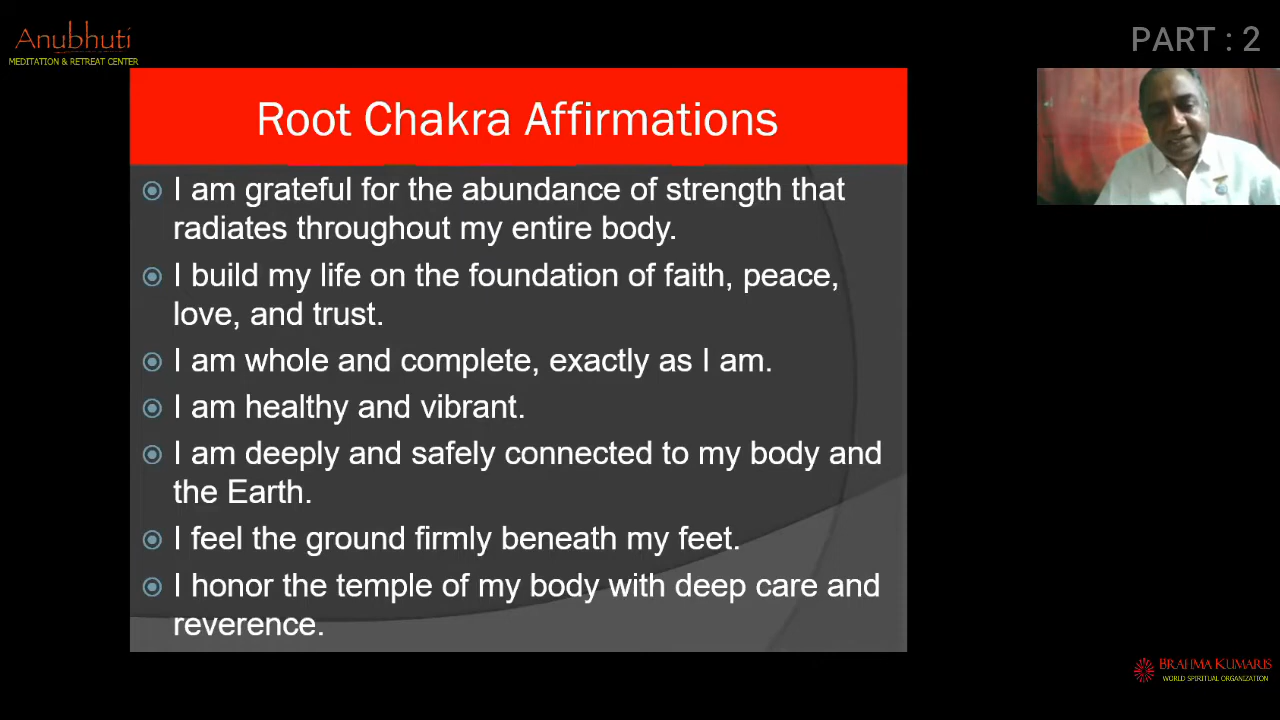 Anubhuti
MEDITATION & RETREAT CENTER
PART : 2
Root Chakra Affirmations
I am grateful for the abundance of strength that
radiates throughout my entire body.
I build my life on the foundation of faith, peace,
love, and trust.
I am whole and complete, exactly as I am.
I am healthy and vibrant.
I am deeply and safely connected to my body and
the Earth.
I feel the ground firmly beneath my feet.
I honor the temple of my body with deep care and
reverence.
BRAHMA KUMARIS
WORLD SPIRITUAL ORGANIZATION